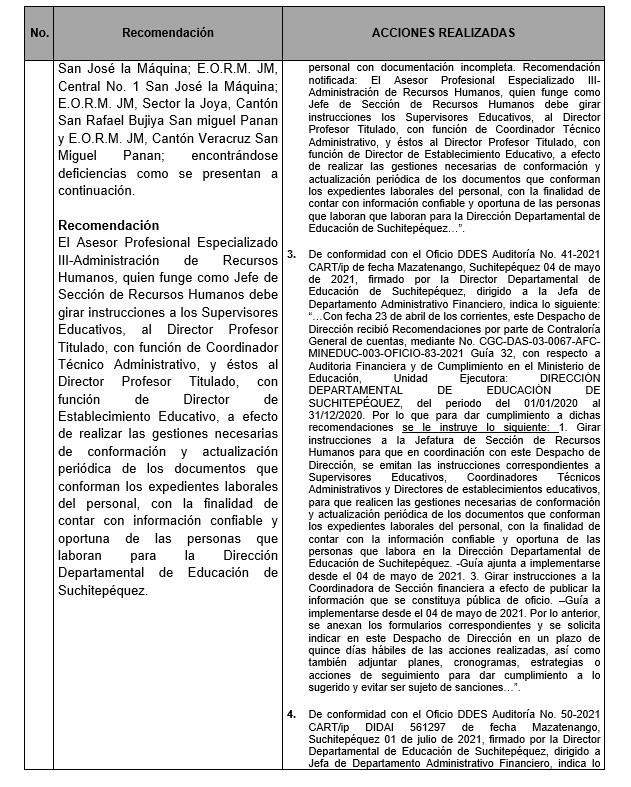 No.
Recomendación
ACCIONES REALIZADAS
San José la Máquina; E.O.R.M. JM,
Central No. 1 San José la Máquina;
E.O.R.M. JM, Sector la Joya, Cantón
San Rafael Bujiya San miguel Panan
y E.O.R.M. JM, Cantón Veracruz San
Miguel Panan; encontrándose
deficiencias como se presentan a
continuación.
Recomendación
El Asesor Profesional Especializado
III-Administración de Recursos
Humanos, quien funge como Jefe de
Sección de Recursos Humanos debe
girar instrucciones a los Supervisores
Educativos, al Director Profesor
Titulado, con función de Coordinador
Técnico Administrativo, y éstos al
Director Profesor Titulado, con
función de Director de
Establecimiento Educativo, a efecto
de realizar las gestiones necesarias
de conformación y actualización
periódica de los documentos que
conforman los expedientes laborales
del personal, con la finalidad de
contar con información confiable y
oportuna de las personas que
laboran para la Dirección
Departamental de Educación de
Suchitepéquez.
personal con documentación incompleta. Recomendación
notificada: El Asesor Profesional Especializado III-
Administración de Recursos Humanos, quien funge como
Jefe de Sección de Recursos Humanos debe girar
instrucciones los Supervisores Educativos, al Director
Profesor Titulado, con función de Coordinador Técnico
Administrativo, y éstos al Director Profesor Titulado, con
función de Director de Establecimiento Educativo, a efecto
de realizar las gestiones necesarias de conformación y
actualización periódica de los documentos que conforman
los expedientes laborales del personal, con la finalidad de
contar con información confiable y oportuna de las personas
que laboran que laboran para la Dirección Departamental de
Educación de Suchitepéquez…”.
3. De conformidad con el Oficio DDES Auditoría No. 41-2021
CART/ip de fecha Mazatenango, Suchitepéquez 04 de mayo
de 2021, firmado por la Director Departamental de
Educación de Suchitepéquez, dirigido a la Jefa de
Departamento Administrativo Financiero, indica lo siguiente:
“…Con fecha 23 de abril de los corrientes, este Despacho de
Dirección recibió Recomendaciones por parte de Contraloría
General de cuentas, mediante No. CGC-DAS-03-0067-AFC-
MINEDUC-003-OFICIO-83-2021 Guía 32, con respecto a
Auditoria Financiera y de Cumplimiento en el Ministerio de
Educación, Unidad Ejecutora: DIRECCIÓN
DEPARTAMENTAL DE EDUCACIÓN DE
SUCHITEPÉQUEZ, del periodo del 01/01/2020 al
31/12/2020. Por lo que para dar cumplimiento a dichas
recomendaciones se le instruye lo siguiente: 1. Girar
instrucciones a la Jefatura de Sección de Recursos
Humanos para que en coordinación con este Despacho de
Dirección, se emitan las instrucciones correspondientes a
Supervisores Educativos, Coordinadores Técnicos
Administrativos y Directores de establecimientos educativos,
para que realicen las gestiones necesarias de conformación
y actualización periódica de los documentos que conforman
los expedientes laborales del personal, con la finalidad de
contar con la información confiable y oportuna de las
personas que labora en la Dirección Departamental de
Educación de Suchitepéquez. -Guía ajunta a implementarse
desde el 04 de mayo de 2021. 3. Girar instrucciones a la
Coordinadora de Sección financiera a efecto de publicar la
información que se constituya pública de oficio. –Guía a
implementarse desde el 04 de mayo de 2021. Por lo anterior,
se anexan los formularios correspondientes y se solicita
indicar en este Despacho de Dirección en un plazo de
quince días hábiles de las acciones realizadas, así como
también adjuntar planes, cronogramas, estrategias o
acciones de seguimiento para dar cumplimiento a lo
sugerido y evitar ser sujeto de sanciones…”.
4. De conformidad con el Oficio DDES Auditoría No. 50-2021
CART/ip DIDAI 561297 de fecha Mazatenango,
Suchitepéquez 01 de julio de 2021, firmado por la Director
Departamental de Educación de Suchitepéquez, dirigido a
Jefa de Departamento Administrativo Financiero, indica lo